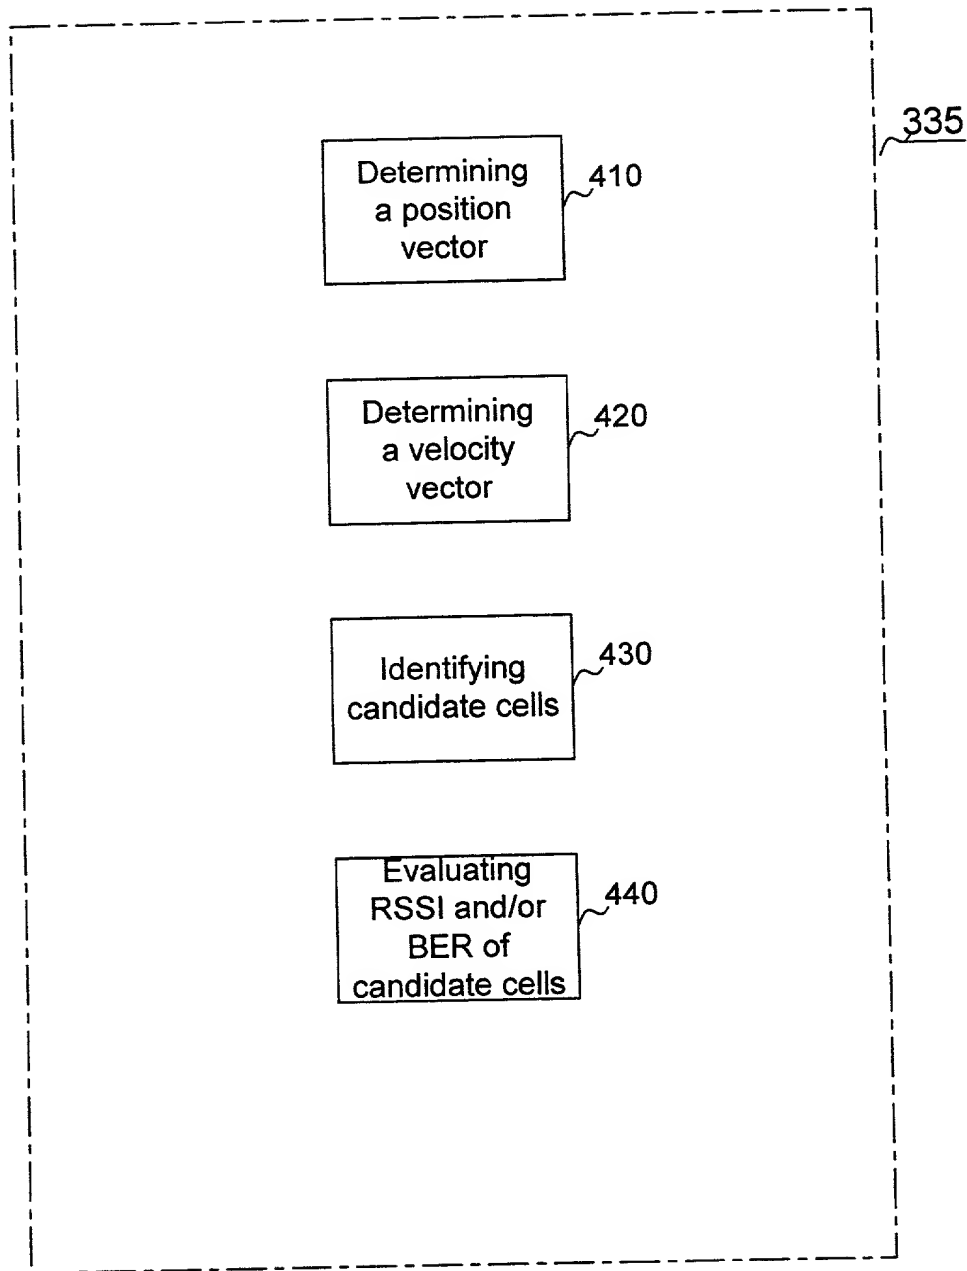 335
Determining
a position
vector
410
Determining
a velocity
vector
420
Identifying
candidate cells
430
Evaluating
RSSI and/or
BER of
candidate cells
440